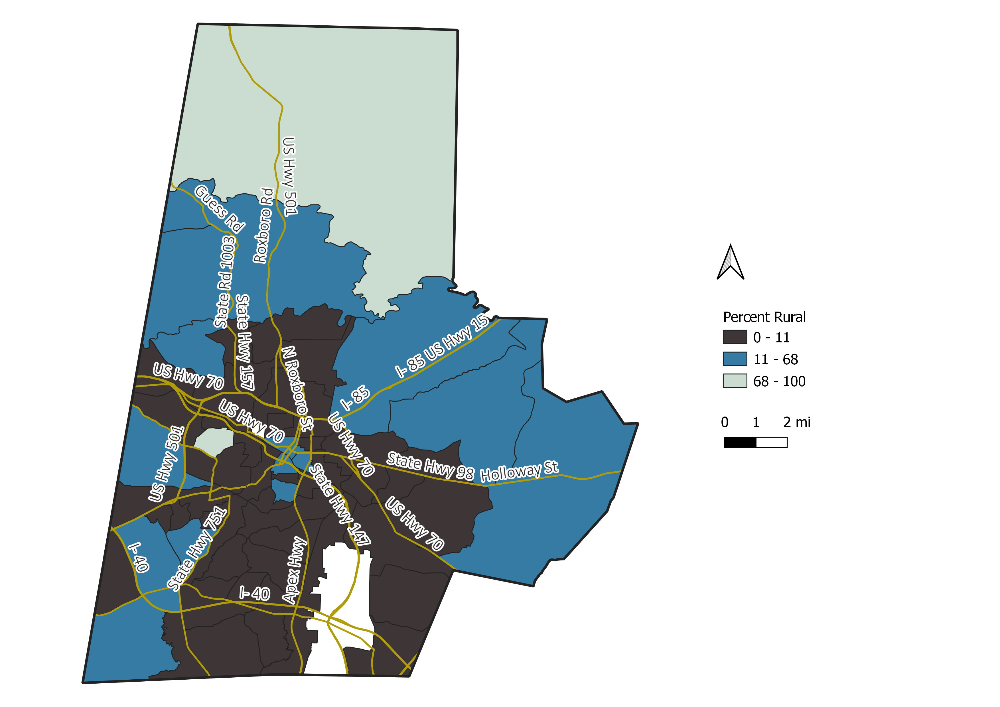 US Hwy 501
Guess Rd
Roxboro Rd
State Rd 1003
State Hwy 157
I- 85 US Hwy 15
N Roxboro St
US Hwy 70
I- 85
US Hwy 70
US Hwy 70
US Hwy 501
State Hwy 98
Holloway St
State Hwy 147
US Hwy 70
State Hwy 751
I- 40
Apex Hwy
I- 40
Percent Rural
0 - 11
11 - 68
68 - 100
0 1 2 mi